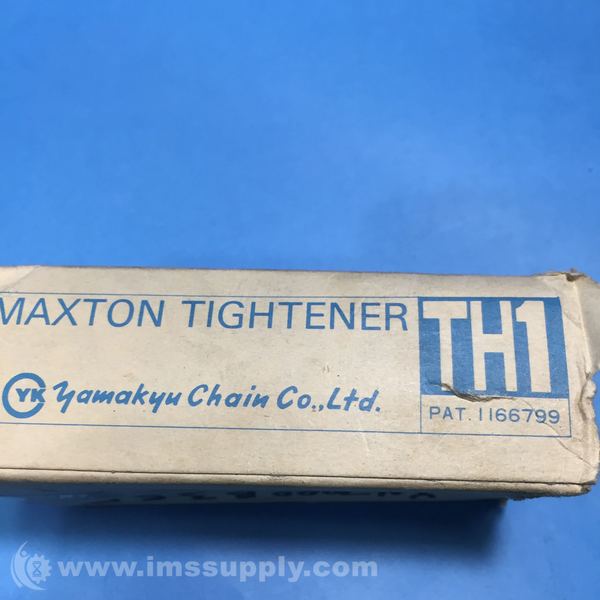 MAXTON TIGHTENER
TH1
YK Yamakyu Chain Co.,Ltd.
PAT. 1166799
www.imssupply.com